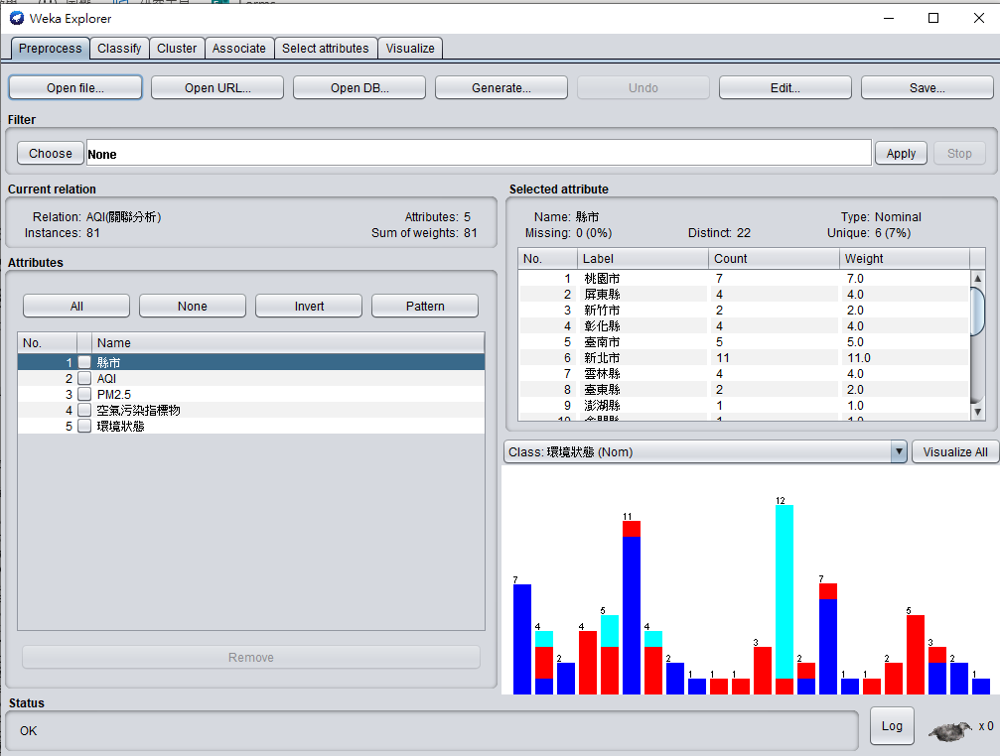 Weka Explorer
Preprocess Classify Cluster Associate Select attributes Visualize
Open file... Open URL... Open DB... Generate... Undo Edit... Save...
Filter
Choose None Apply Stop
Current relation
Relation: AQI(關聯分析) Attributes: 5
Instances: 81 Sum of weights: 81
Attributes
All None Invert Pattern
No. Name
1 縣市
2 AQI
3 PM2.5
4 空氣污染指標物
5 環境狀態
Remove
Selected attribute
Name: 縣市 Type: Nominal
Missing: 0 (0%) Distinct: 22 Unique: 6 (7%)
No. Label Count Weight
1 桃園市 7 7.0
2 屏東縣 4 4.0
3 新竹市 2 2.0
4 彰化縣 4 4.0
5 臺南市 5 5.0
6 新北市 11 11.0
7 雲林縣 4 4.0
8 臺東縣 2 2.0
9 澎湖縣 1 1.0
Class: 環境狀態 (Nom) Visualize All
7 4 2 4 5 11 4 2 1 1 1 3 12 2 7 1 1 2 5 3 2 1
Status
OK
Log x 0